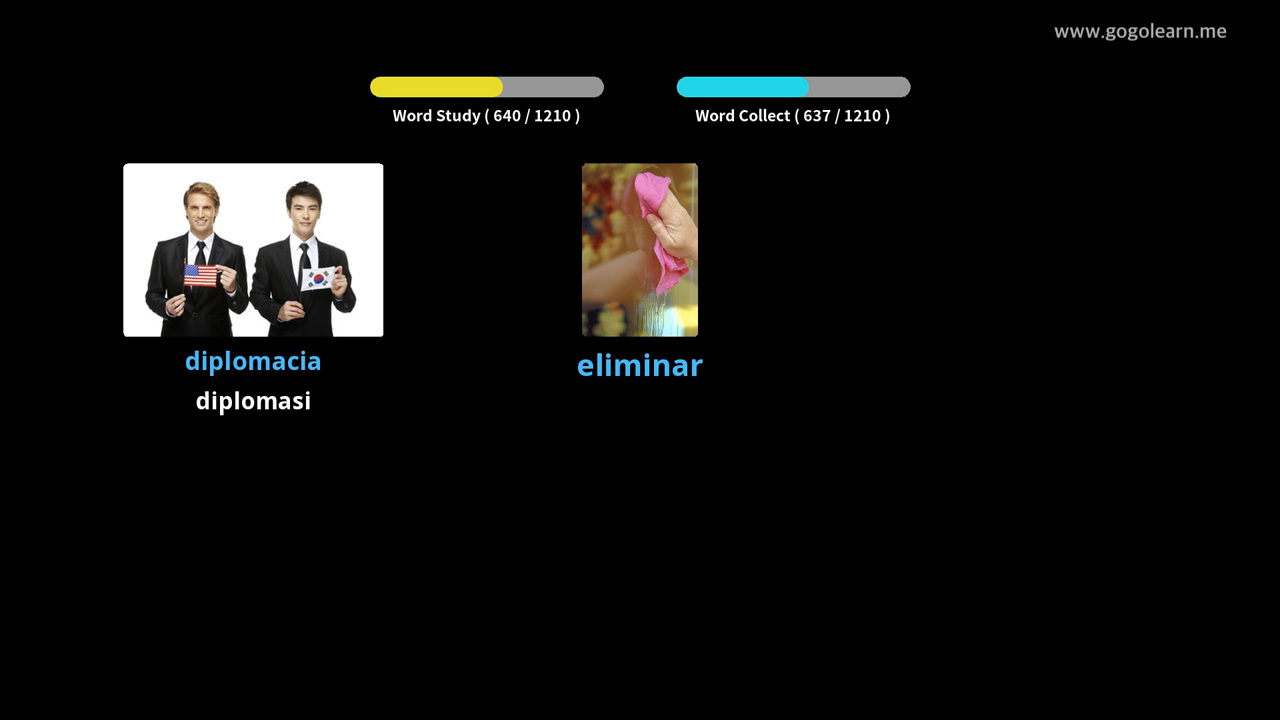 www.gogolearn.me
Word Study ( 640 / 1210 )
Word Collect ( 637 / 1210 )
diplomacia
diplomasi
eliminar